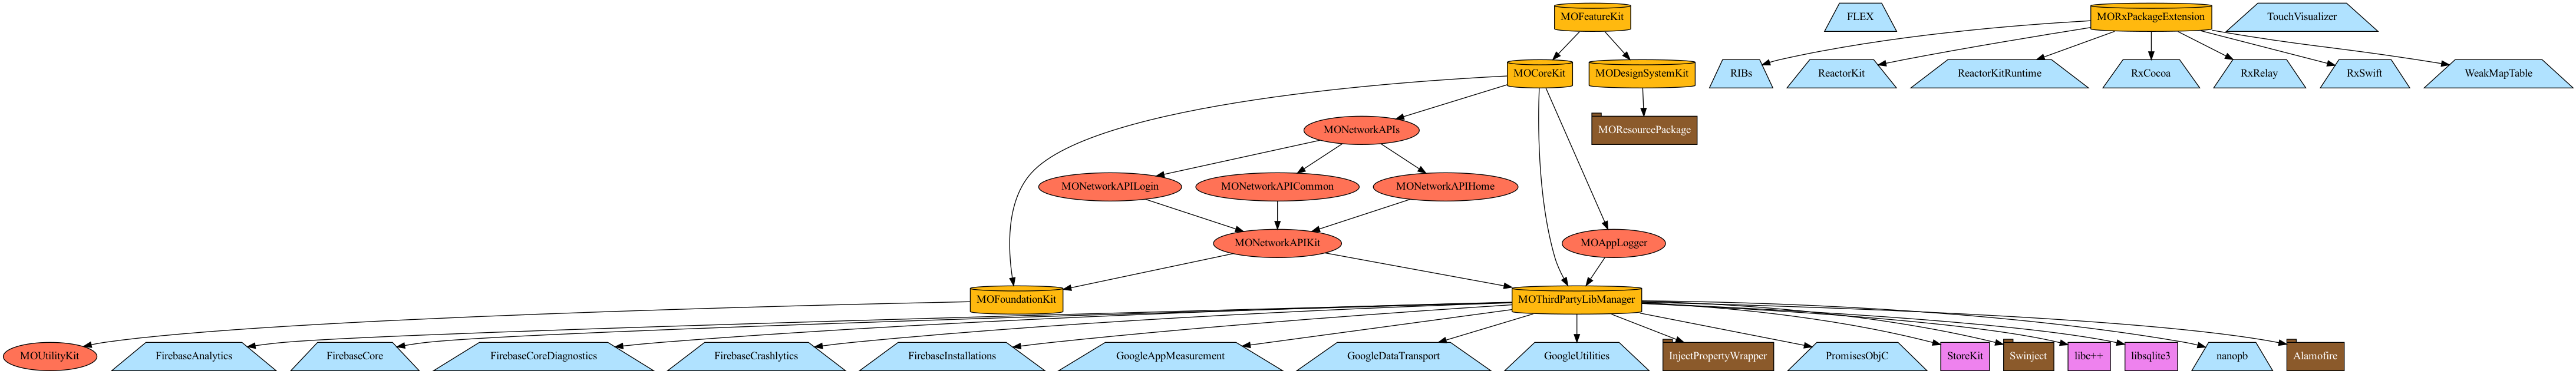 MOFeatureKit
FLEX
MORxPackageExtension
TouchVisualizer
MOCoreKit
MODesignSystemKit
RIBs
ReactorKit
ReactorKitRuntime
RxCocoa
RxRelay
RxSwift
WeakMapTable
MONetworkAPIs
MOResourcePackage
MONetworkAPILogin
MONetworkAPICommon
MONetworkAPIHome
MONetworkAPIKit
MOAppLogger
MOFoundationKit
MOThirdPartyLibManager
MOUtilityKit
FirebaseAnalytics
FirebaseCore
FirebaseCoreDiagnostics
FirebaseCrashlytics
FirebaseInstallations
GoogleAppMeasurement
GoogleDataTransport
GoogleUtilities
InjectPropertyWrapper
PromisesObjC
StoreKit
Swinject
libc++
libsqlite3
nanopb
Alamofire